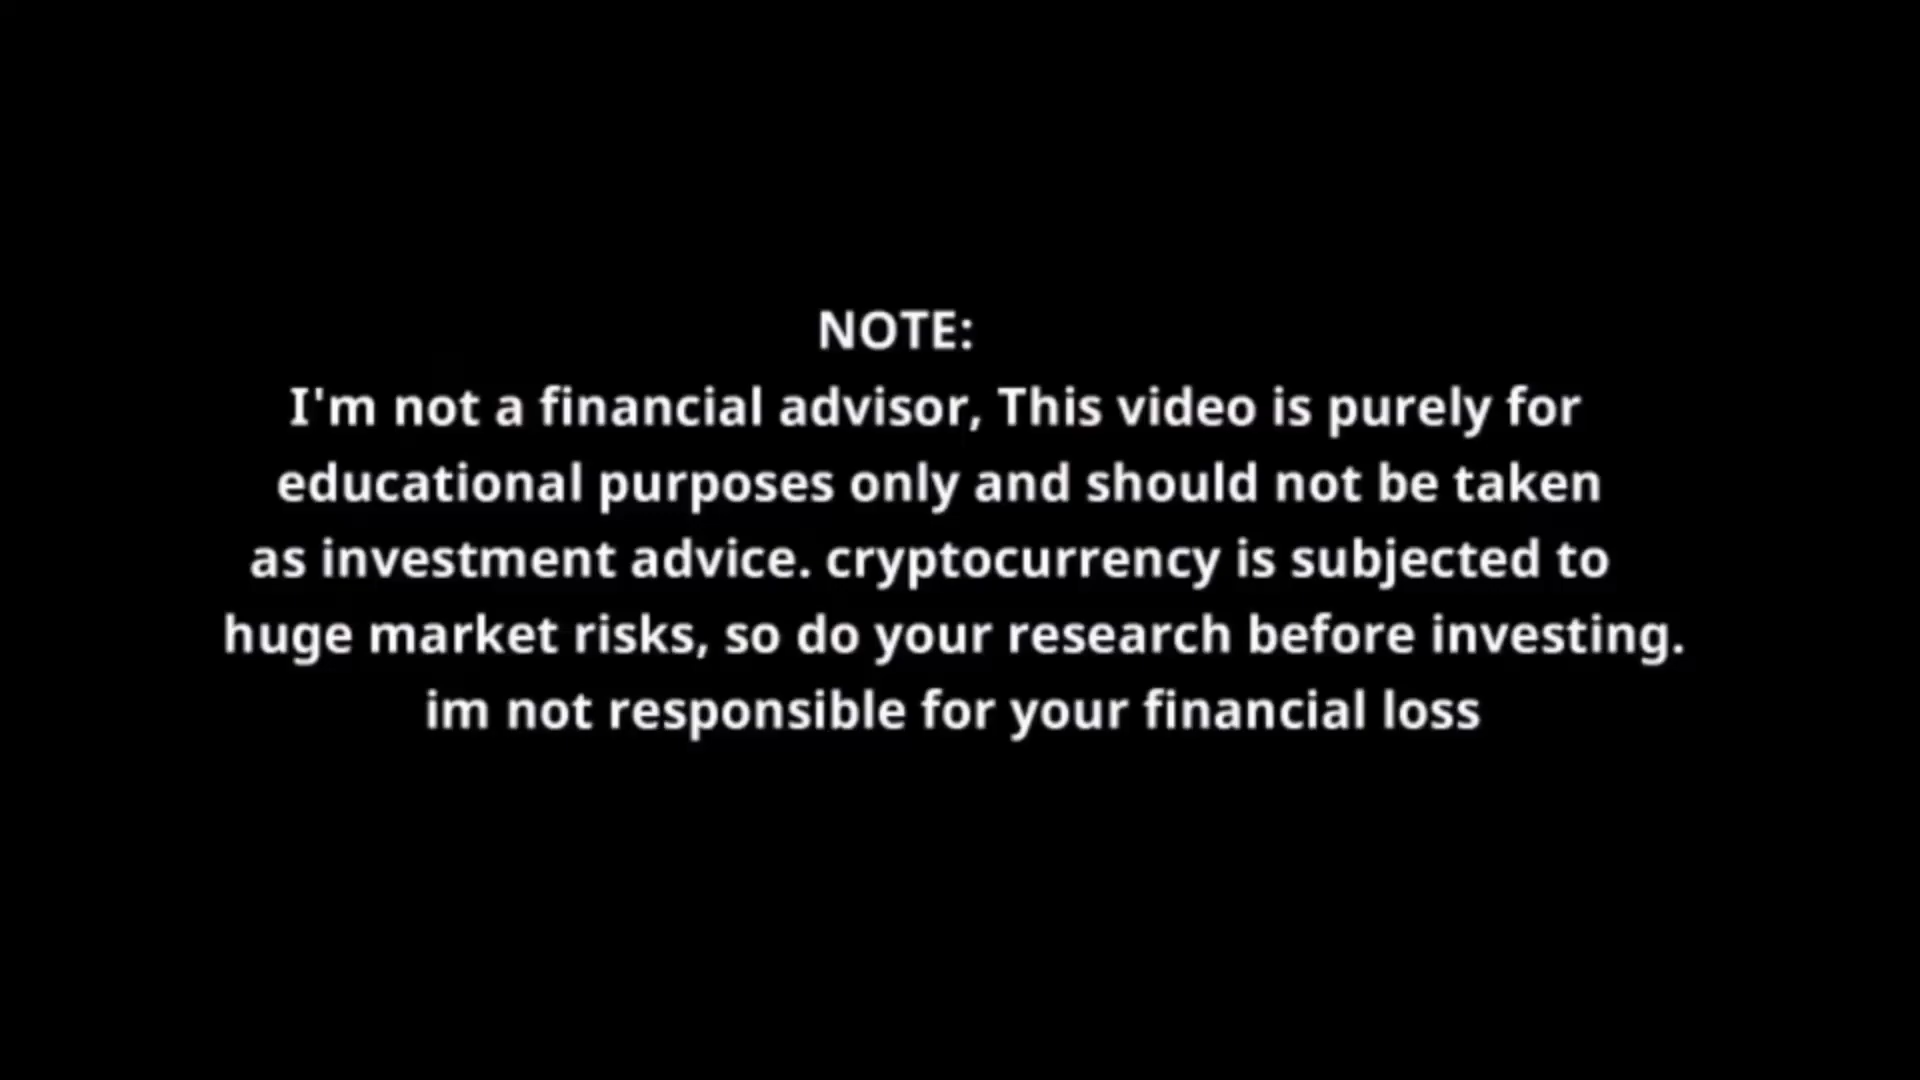 NOTE:
I'm not a financial advisor, This video is purely for
educational purposes only and should not be taken
as investment advice. cryptocurrency is subjected to
huge market risks, so do your research before investing.
im not responsible for your financial loss